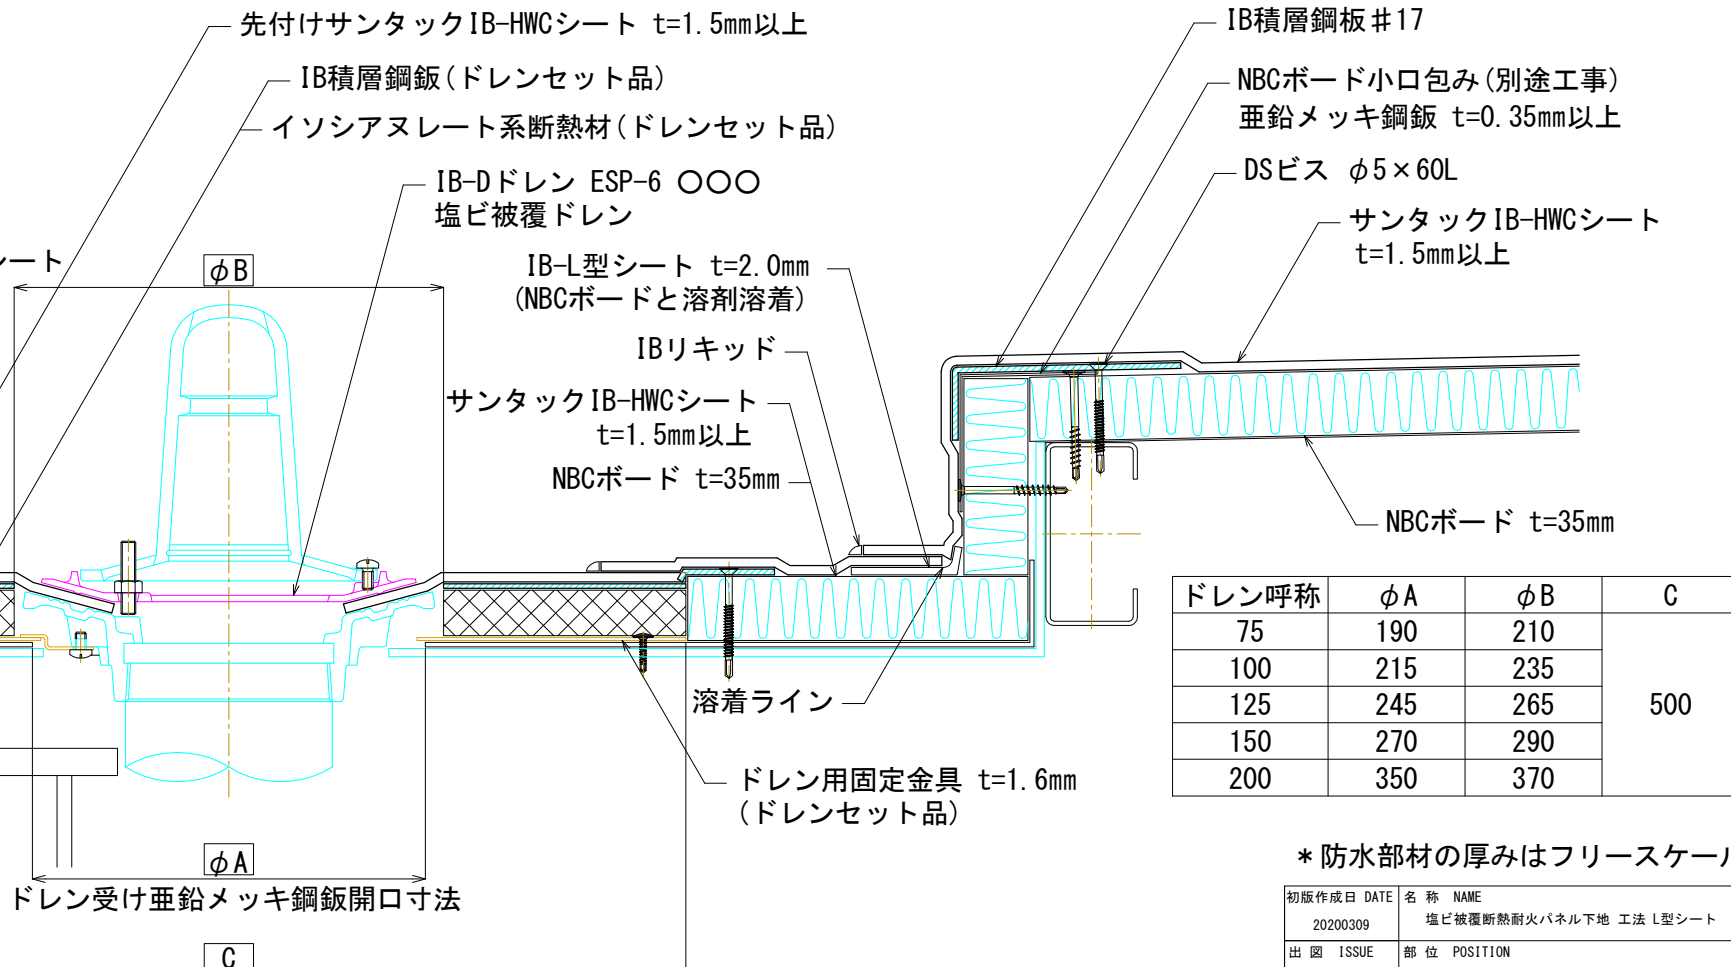 先付けサンタックIB-HWCシート t=1.5mm以上
IB積層鋼鈑(ドレンセット品)
イソシアヌレート系断熱材(ドレンセット品)
IB-Dドレン ESP-6 〇〇〇
塩ビ被覆ドレン
シート
φB
IB-L型シート t=2.0mm
(NBCボードと溶剤溶着)
IBリキッド
サンタックIB-HWCシート
t=1.5mm以上
NBCボード t=35mm
IB積層鋼板♯17
NBCボード小口包み(別途工事)
亜鉛メッキ鋼鈑 t=0.35mm以上
DSビス φ5×60L
サンタックIB-HWCシート
t=1.5mm以上
NBCボード t=35mm
溶着ライン
ドレン用固定金具 t=1.6mm
(ドレンセット品)
φA
ドレン受け亜鉛メッキ鋼鈑開口寸法
C
ドレン呼称 φA φB C
75 190 210
100 215 235
125 245 265 500
150 270 290
200 350 370
*防水部材の厚みはフリースケール
初版作成日 DATE 名 称 NAME
20200309 塩ビ被覆断熱耐火パネル下地 工法 L型シート
出 図 ISSUE 部 位 POSITION